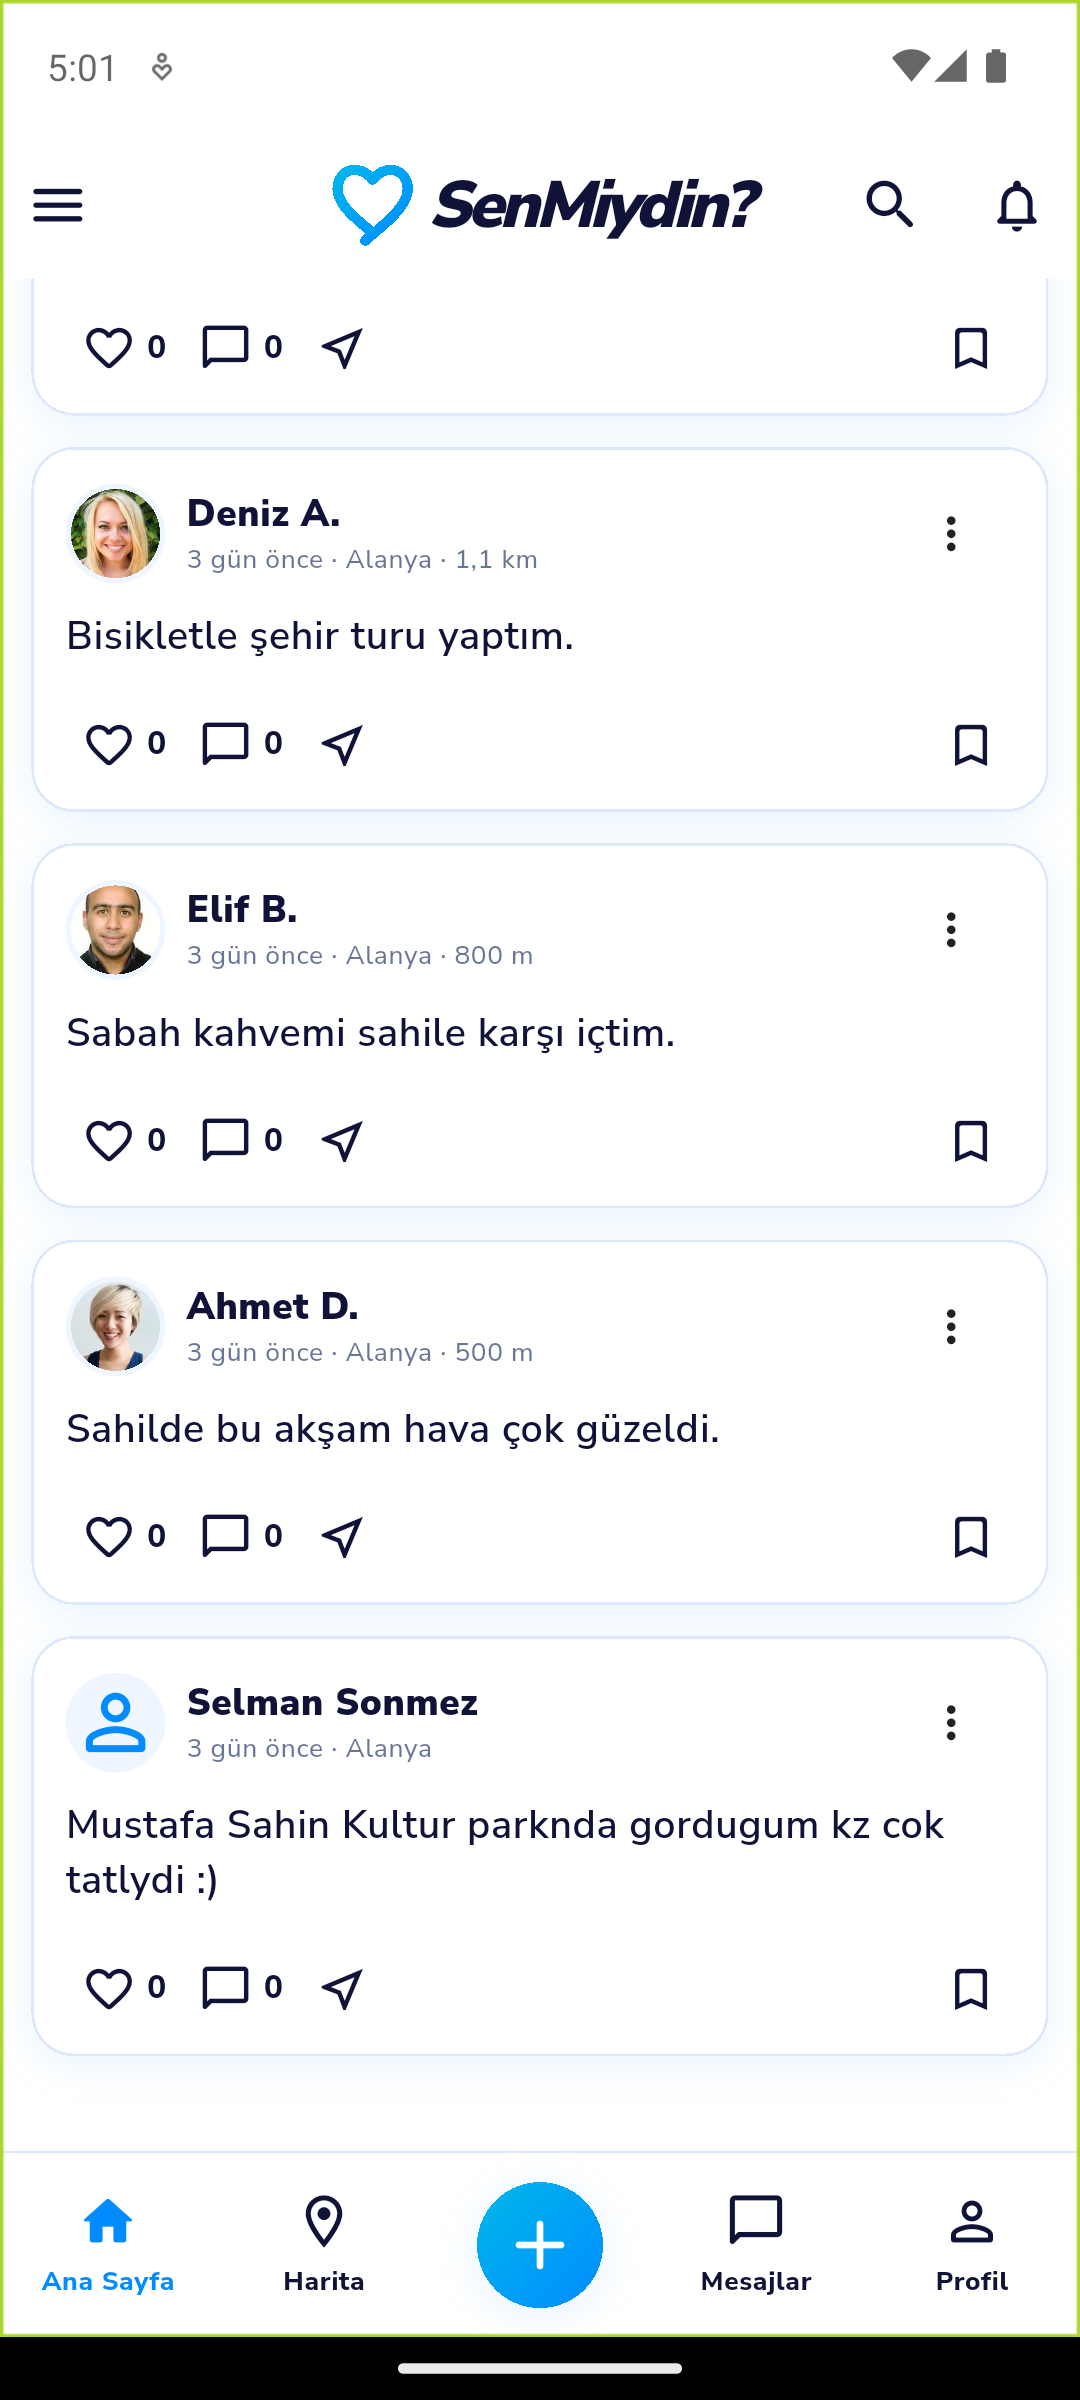 5:01
SenMiydin?
0 0
Deniz A.
3 gün önce · Alanya · 1,1 km
Bisikletle şehir turu yaptım.
0 0
Elif B.
3 gün önce · Alanya · 800 m
Sabah kahvemi sahile karşı içtim.
0 0
Ahmet D.
3 gün önce · Alanya · 500 m
Sahilde bu akşam hava çok güzeldi.
0 0
Selman Sonmez
3 gün önce · Alanya
Mustafa Sahin Kultur parknda gordugum kz cok
tatlydi :)
0 0
Ana Sayfa Harita Mesajlar Profil